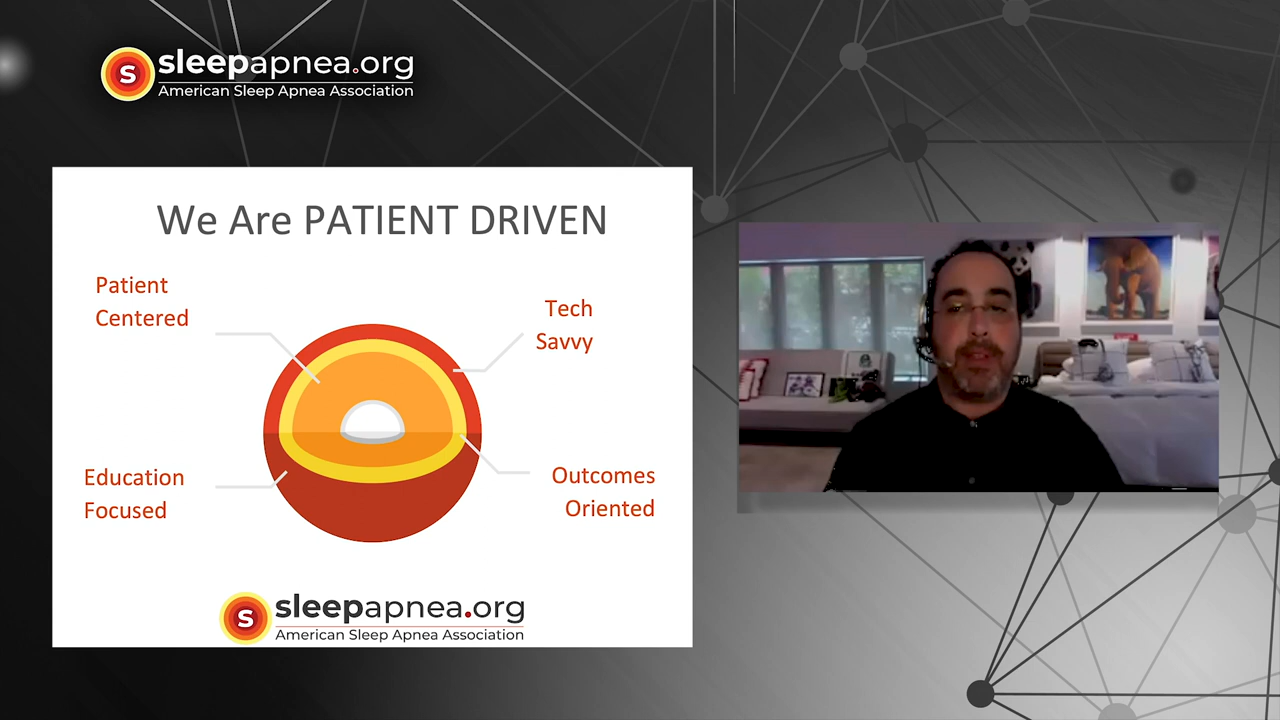 S sleepapnea.org
American Sleep Apnea Association
We Are PATIENT DRIVEN
Patient
Centered
Tech
Savvy
Education
Focused
Outcomes
Oriented
S sleepapnea.org
American Sleep Apnea Association